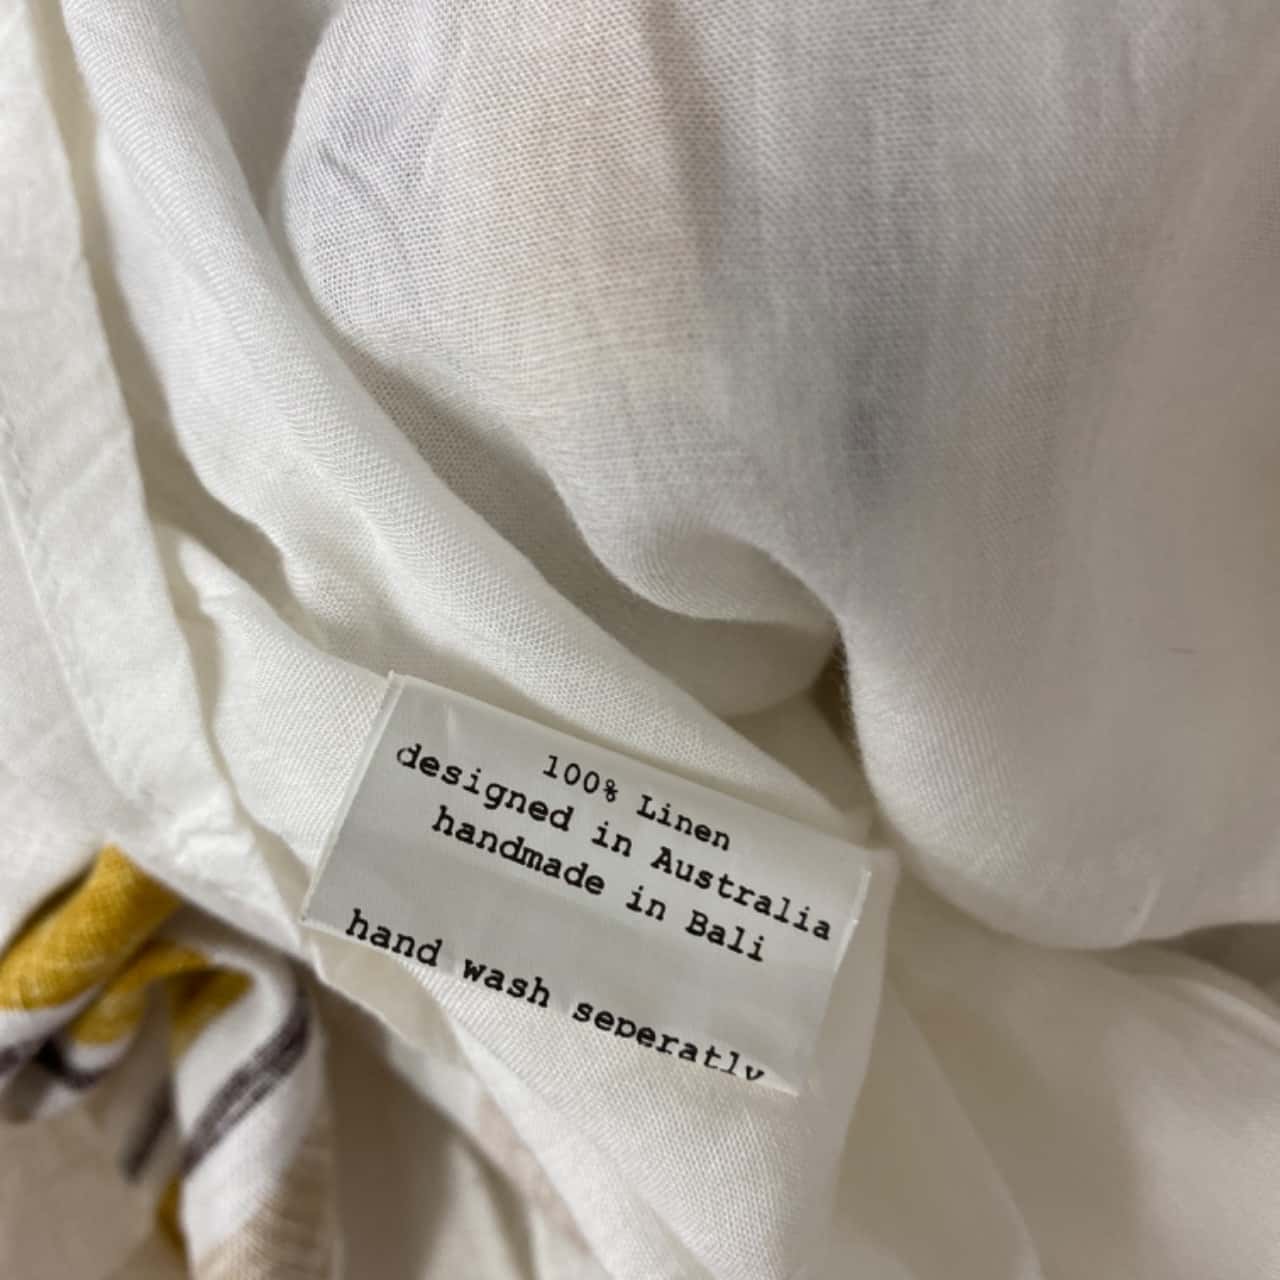 100% Linen
designed in Australia
handmade in Bali
hand wash seperatly